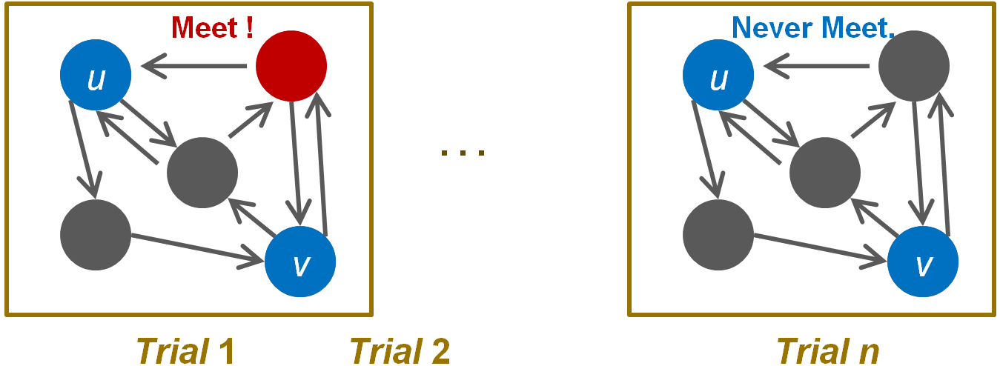 Meet !
u
v
. . .
Never Meet.
u
v
Trial 1
Trial 2
Trial n